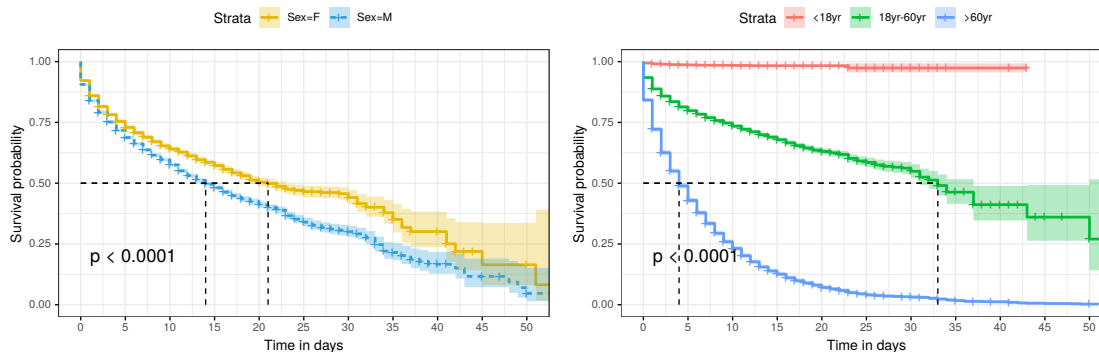 Strata Sex=F Sex=M
Survival probability
1.00
0.75
0.50
0.25
0.00
p < 0.0001
0 5 10 15 20 25 30 35 40 45 50
Time in days
Strata <18yr 18yr-60yr >60yr
Survival probability
1.00
0.75
0.50
0.25
0.00
p < 0.0001
0 5 10 15 20 25 30 35 40 45 50
Time in days